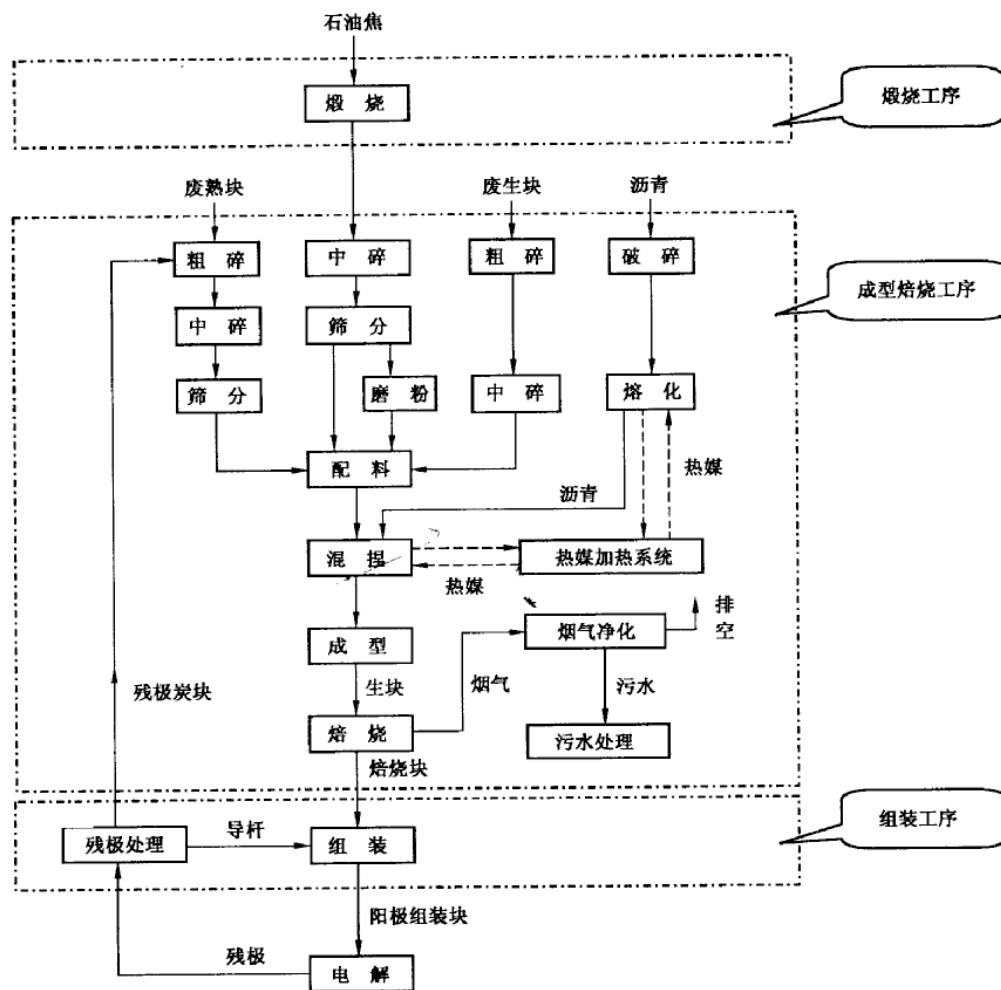 石油焦
煅烧
煅烧工序
废熟块
废生块
沥青
粗碎
中碎
粗碎
破碎
成型焙烧工序
中碎
筛分
筛分
磨粉
中碎
熔化
配料
热媒
沥青
混捏
热媒加热系统
热媒
排空
成型
烟气净化
残极炭块
生块
烟气
污水
焙烧
污水处理
焙烧块
组装工序
导杆
残极处理
组装
阳极组装块
残极
电解